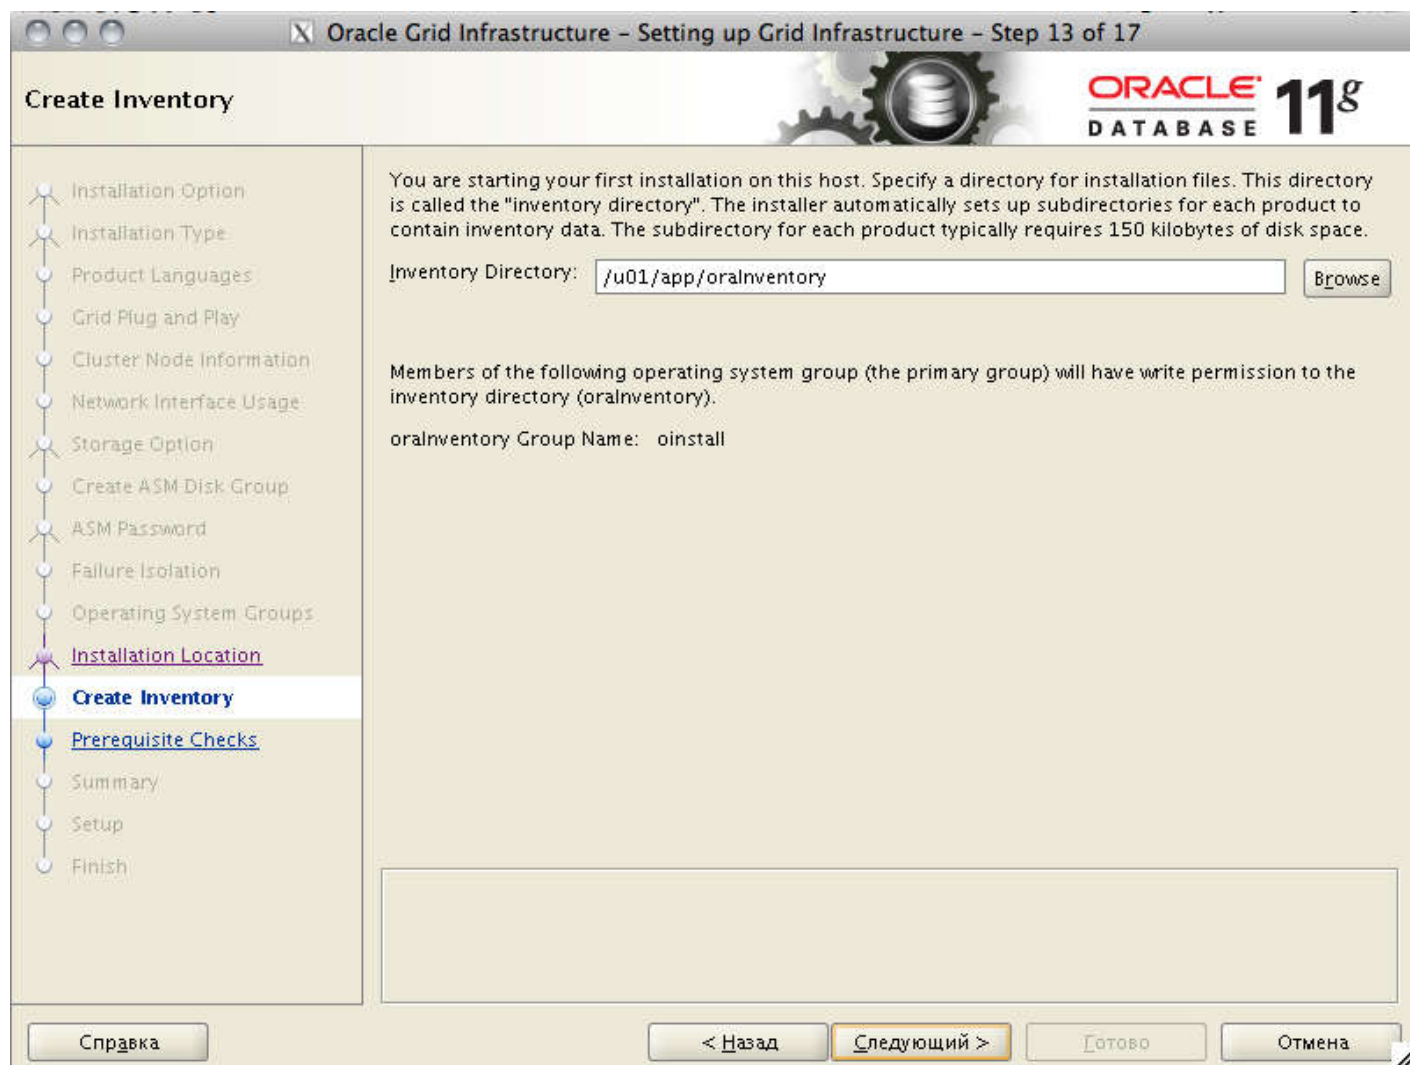 Oracle Grid Infrastructure – Setting up Grid Infrastructure – Step 13 of 17
Create Inventory
ORACLE
DATABASE
11g
Installation Option
Installation Type
Product Languages
Grid Plug and Play
Cluster Node Information
Network Interface Usage
Storage Option
Create ASM Disk Group
ASM Password
Failure Isolation
Operating System Groups
Installation Location
Create Inventory
Prerequisite Checks
Summary
Setup
Finish
You are starting your first installation on this host. Specify a directory for installation files. This directory
is called the "inventory directory". The installer automatically sets up subdirectories for each product to
contain inventory data. The subdirectory for each product typically requires 150 kilobytes of disk space.
Inventory Directory: /u01/app/oraInventory Browse
Members of the following operating system group (the primary group) will have write permission to the
inventory directory (oraInventory).
oraInventory Group Name: oinstall
Справка < Назад Следующий > Готово Отмена